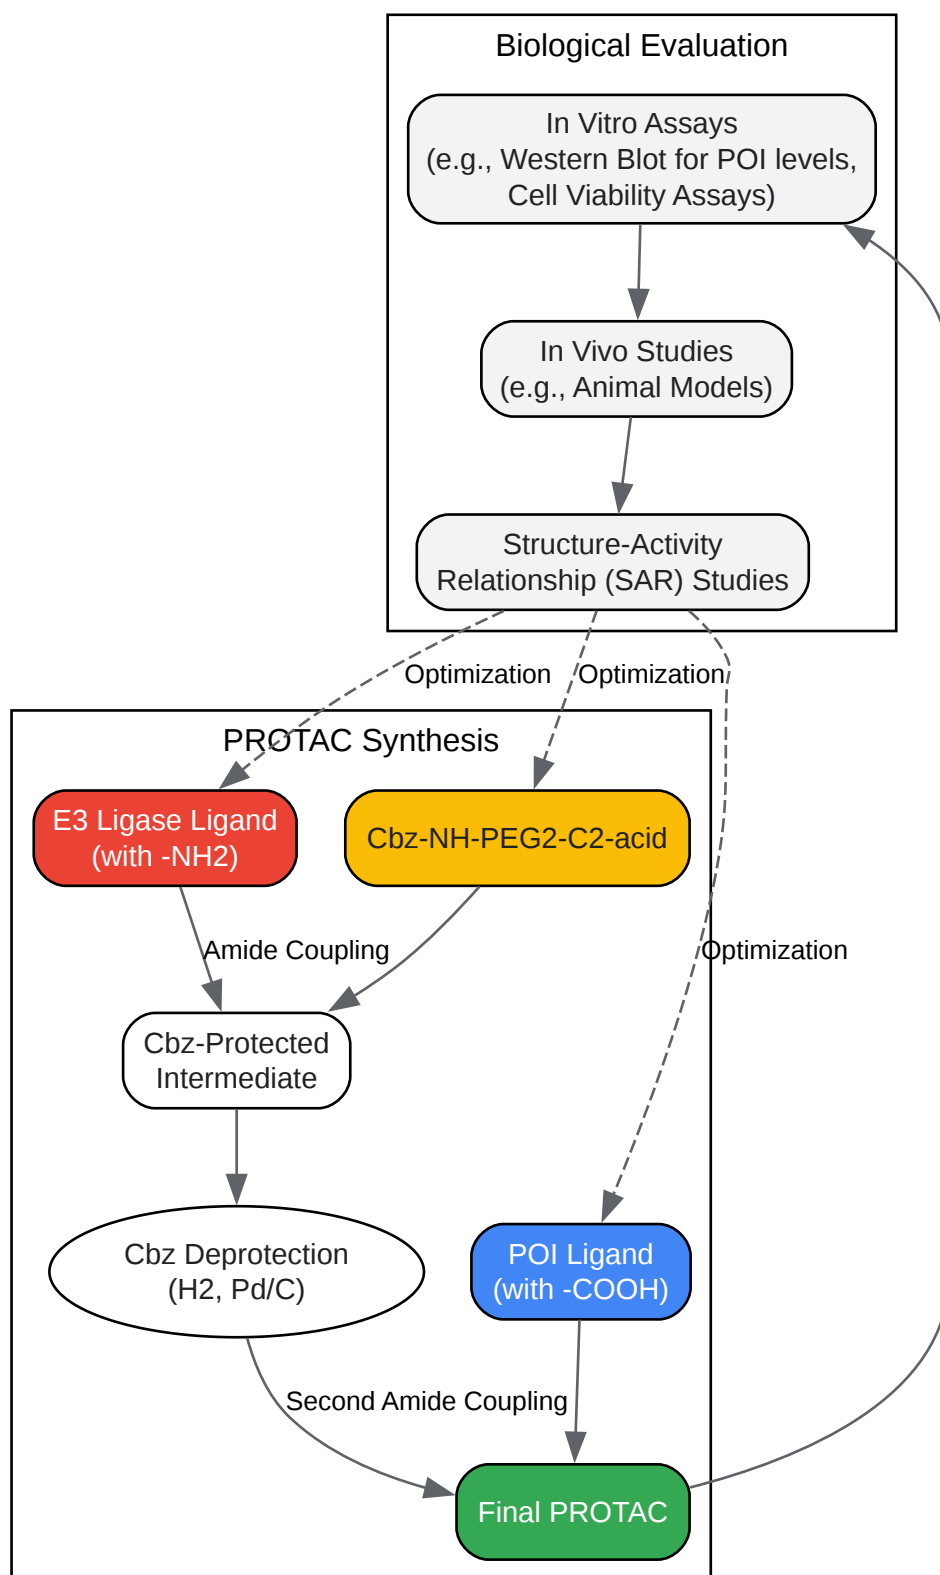 Biological Evaluation
In Vitro Assays
(e.g., Western Blot for POI levels,
Cell Viability Assays)
In Vivo Studies
(e.g., Animal Models)
Structure-Activity
Relationship (SAR) Studies
Optimization
Optimization
PROTAC Synthesis
E3 Ligase Ligand
(with -NH2)
Cbz-NH-PEG2-C2-acid
Amide Coupling
Optimization
Cbz-Protected
Intermediate
Cbz Deprotection
(H2, Pd/C)
POI Ligand
(with -COOH)
Second Amide Coupling
Final PROTAC